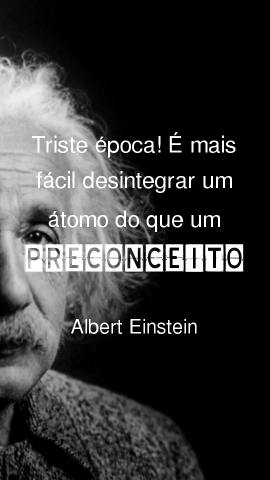 Triste época! É mais
fácil desintegrar um
átomo do que um
PRECONCEITO
Albert Einstein